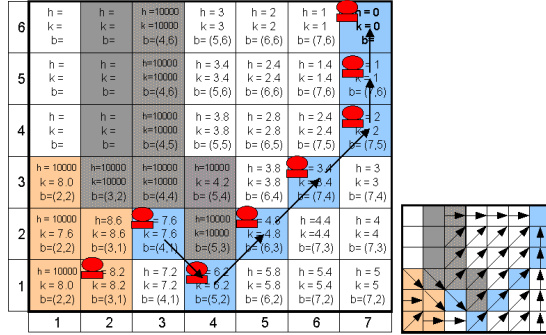 h = h = h=10000 h = 3 h = 2 h = 1 h = 0
6 k = k = k=10000 k = 3 k = 2 k = 1 k = 0
b= b= b=(4,6) b=(5,6) b=(6,6) b=(7,6) b=
h = h = h=10000 h = 3.4 h = 2.4 h = 1.4 = 1
5 k = k = k=10000 k = 3.4 k = 2.4 k = 1.4 k = 1
b= b= b=(4,6) b=(5,6) b=(6,6) b=(7,6) b=(7,6)
h = h = h=10000 h = 3.8 h = 2.8 h = 2.4 = 2
4 k = k = k=10000 k = 3.8 k = 2.8 k = 2.4 2
b= b= b=(4,5) b=(5,5) b=(6,5) b=(7,5) b=(7,5)
h = 10000 h=10000 h=10000 h = 10000 h = 3.8 3.4 h = 3
3 k = 8.0 k=10000 k=10000 k = 4.2 k = 3.8 3.4 k = 3
b=(2,2) b=(3,2) b=(4,4) b=(5,4) b=(6,4) b=(7,4) b=(7,4)
h = 10000 h=8.6 = 7.6 h=10000 = 4.8 h =4.4 h = 4
2 k = 7.6 k = 8.6 k = 7.6 k=10000 =4.8 k =4.4 k = 4
b=(2,2) b=(3,1) b=(4,1) b=(5,3) b=(6,3) b=(7,3) b=(7,3)
h = 10000 = 8.2 h = 7.2 = 6.2 h = 5.8 h = 5.4 h = 5
1 k = 8.0 k = 8.2 k = 7.2 k = 6.2 k = 5.8 k = 5.4 k = 5
b=(2,2) b=(3,1) b= (4,1) b=(5,2) b=(6,2) b=(7,2) b=(7,2)
1 2 3 4 5 6 7